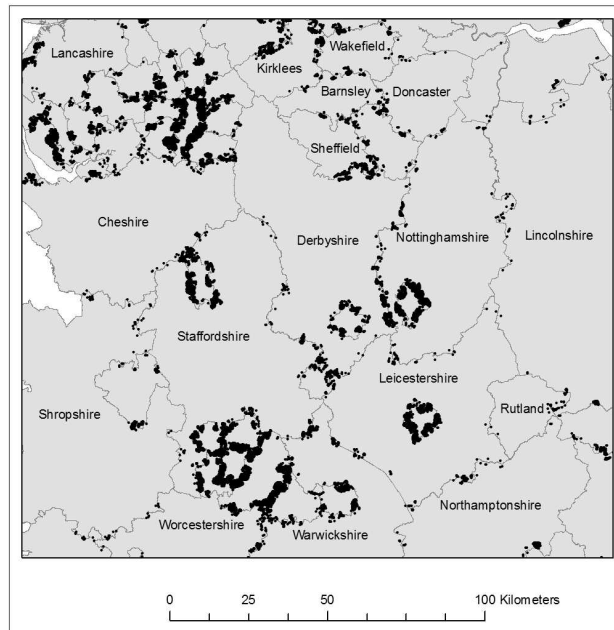 Lancashire
Wakefield
Kirklees
Barnsley
Doncaster
Sheffield
Cheshire
Derbyshire
Nottinghamshire
Lincolnshire
Staffordshire
Leicestershire
Shropshire
Rutland
Northamptonshire
Worcestershire
Warwickshire
0 25 50 100 Kilometers